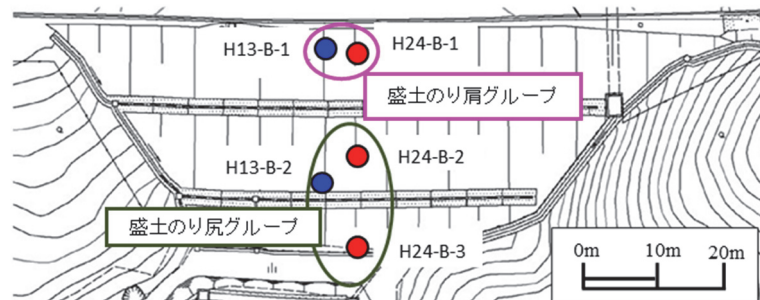 H13-B-1
H24-B-1
盛土のり肩グループ
H13-B-2
H24-B-2
盛土のり尻グループ
H24-B-3
0m 10m 20m